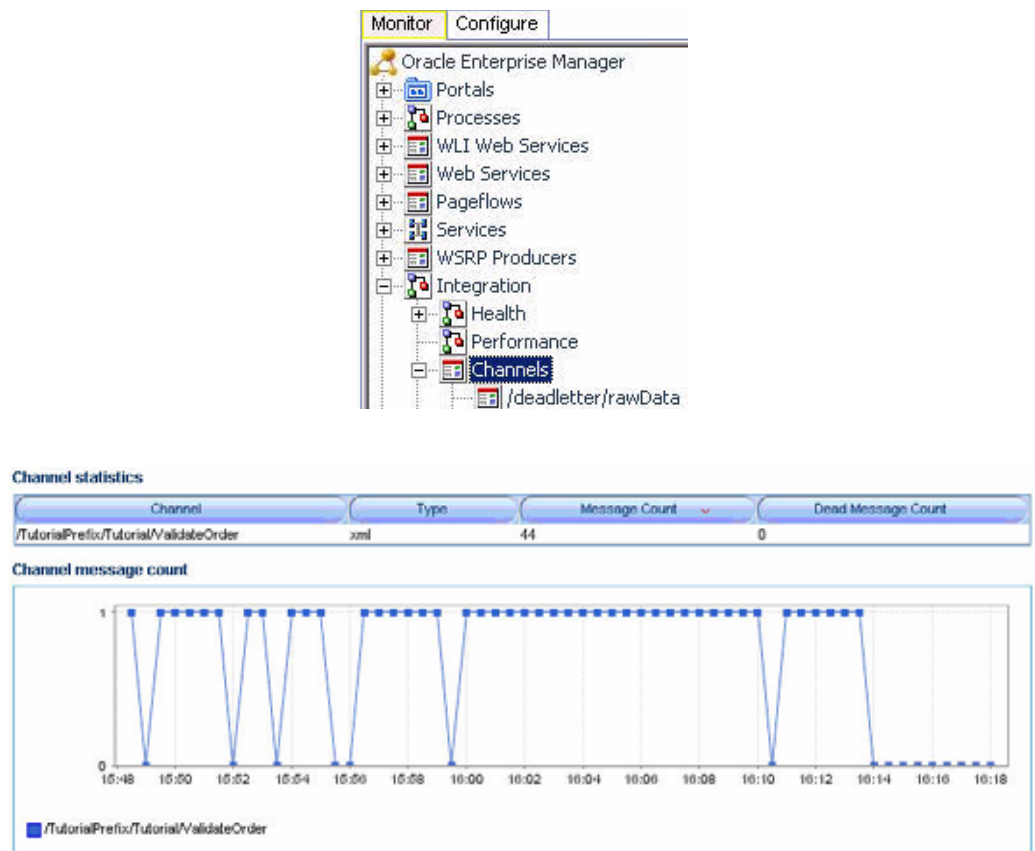 Monitor Configure
Oracle Enterprise Manager
Portals
Processes
WLI Web Services
Web Services
Pageflows
Services
WSRP Producers
Integration
Health
Performance
Channels
/deadletter/rawData
Channel statistics
Channel Type Message Count Dead Message Count
/TutorialPrefix/Tutorial/ValidateOrder xml 44 0
Channel message count
1
0
15:48 15:50 15:52 15:54 15:56 15:58 16:00 16:02 16:04 16:06 16:08 16:10 16:12 16:14 16:16 16:18
/TutorialPrefix/Tutorial/ValidateOrder